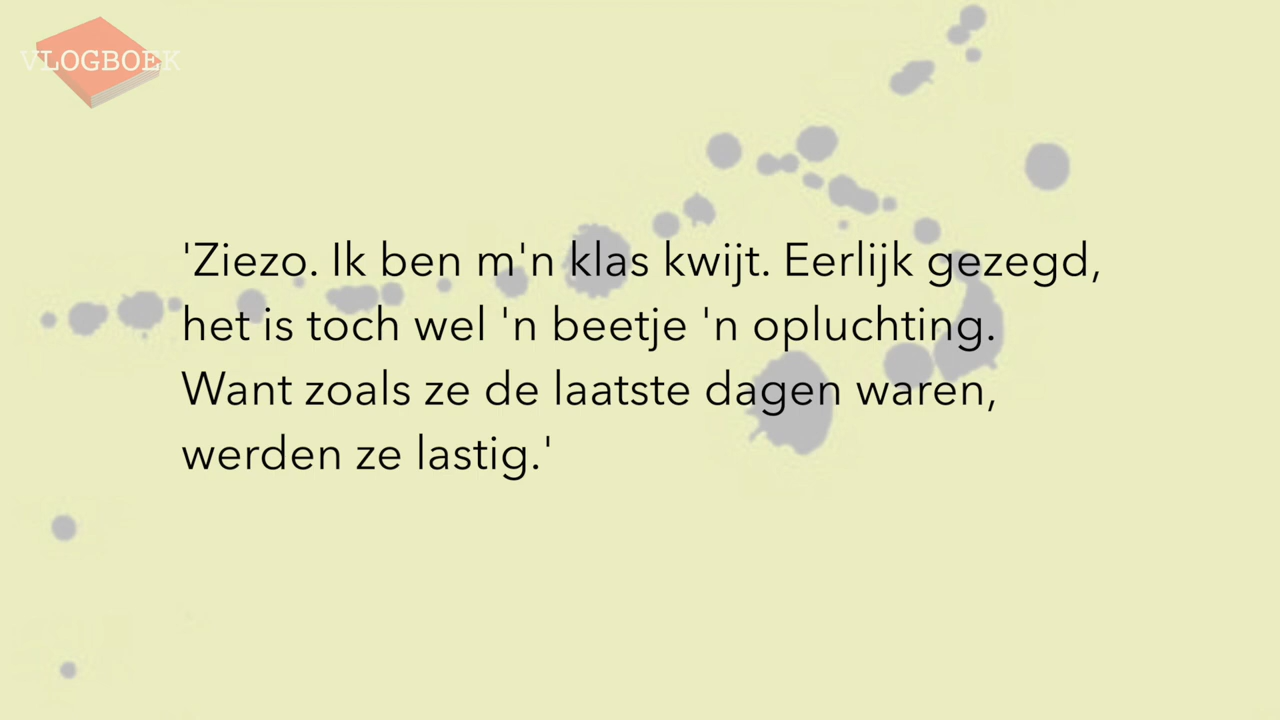 VLOGBOEK
'Ziezo. Ik ben m'n klas kwijt. Eerlijk gezegd,
het is toch wel 'n beetje 'n opluchting.
Want zoals ze de laatste dagen waren,
werden ze lastig.'